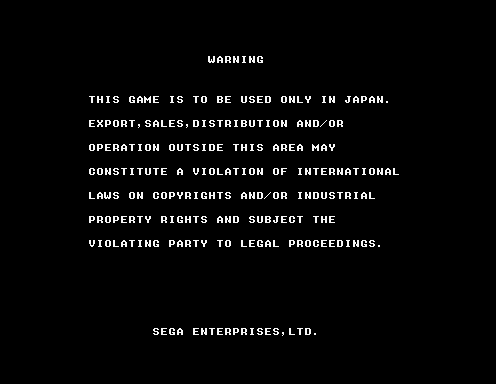 WARNING
THIS GAME IS TO BE USED ONLY IN JAPAN.
EXPORT,SALES,DISTRIBUTION AND/OR
OPERATION OUTSIDE THIS AREA MAY
CONSTITUTE A VIOLATION OF INTERNATIONAL
LAWS ON COPYRIGHTS AND/OR INDUSTRIAL
PROPERTY RIGHTS AND SUBJECT THE
VIOLATING PARTY TO LEGAL PROCEEDINGS.
SEGA ENTERPRISES,LTD.